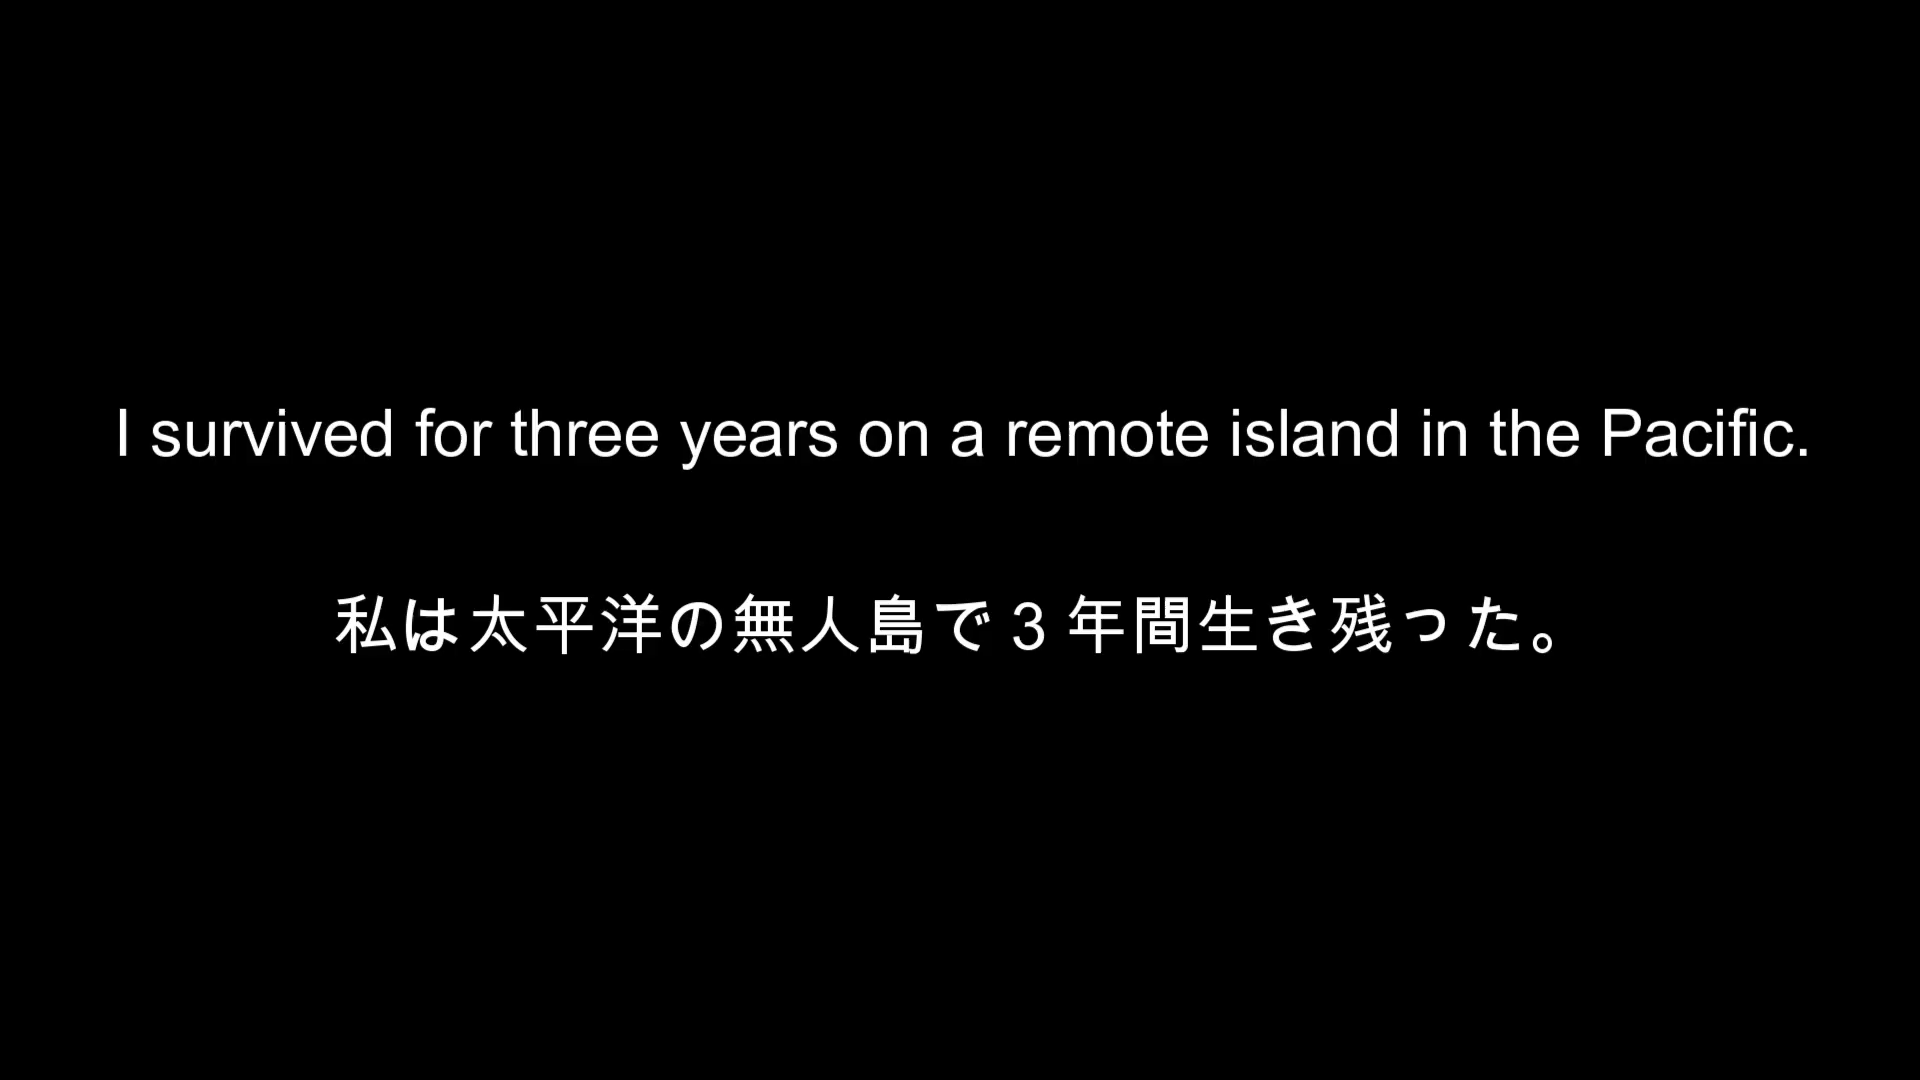 I survived for three years on a remote island in the Pacific.
私は太平洋の無人島で3年間生き残った。